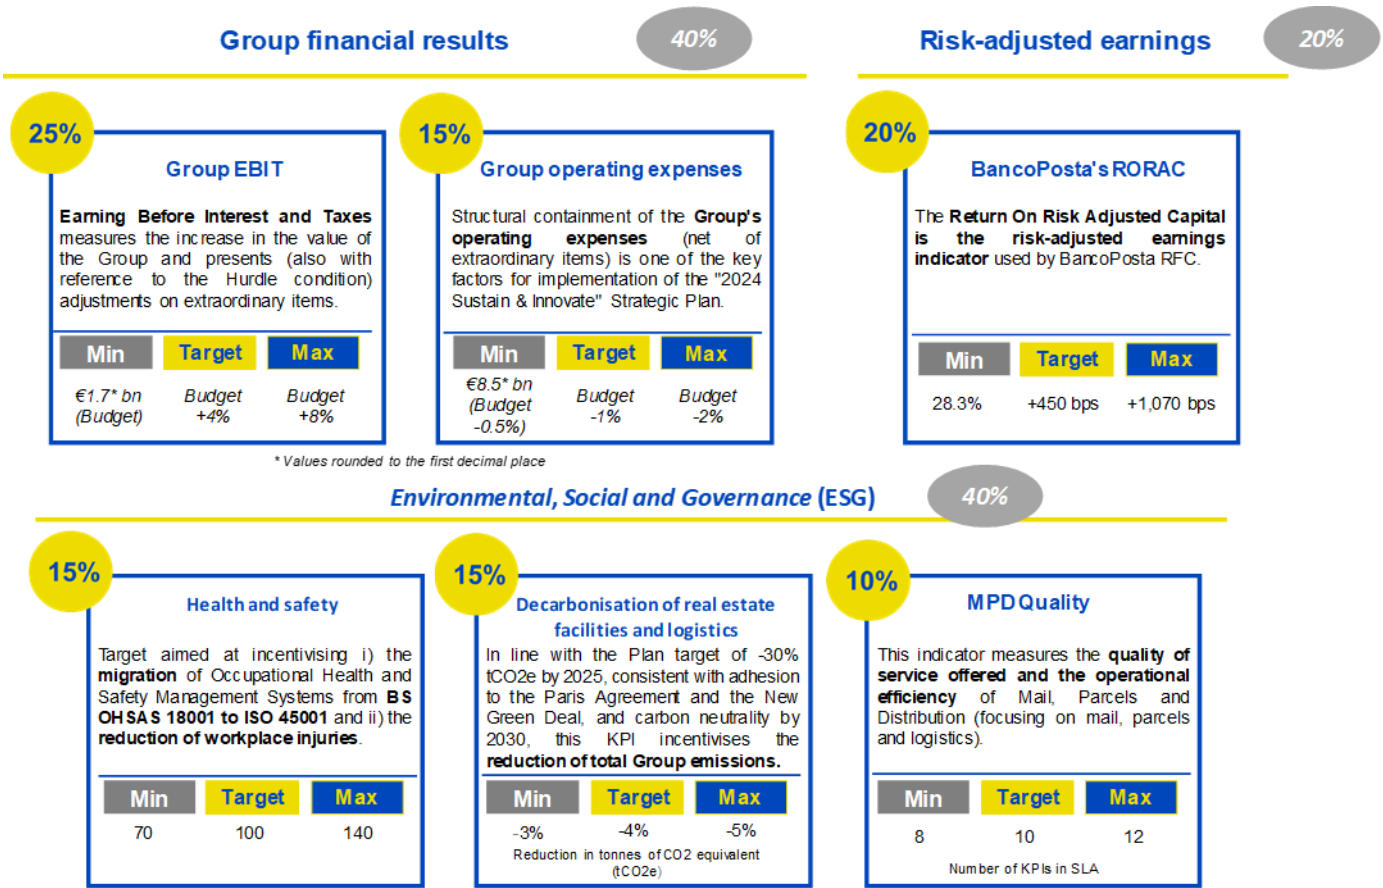 Group financial results 40%
Risk-adjusted earnings 20%
25%
Group EBIT
Earning Before Interest and Taxes
measures the increase in the value of
the Group and presents (also with
reference to the Hurdle condition)
adjustments on extraordinary items.
Min Target Max
€1.7* bn
(Budget)
Budget
+4%
Budget
+8%
15%
Group operating expenses
Structural containment of the Group's
operating expenses (net of
extraordinary items) is one of the key
factors for implementation of the "2024
Sustain & Innovate" Strategic Plan.
Min Target Max
€8.5* bn
(Budget
-0.5%)
Budget
-1%
Budget
-2%
20%
BancoPosta's RORAC
The Return On Risk Adjusted Capital
is the risk-adjusted earnings
indicator used by BancoPosta RFC.
Min Target Max
28.3% +450 bps +1,070 bps
* Values rounded to the first decimal place
Environmental, Social and Governance (ESG) 40%
15%
Health and safety
Target aimed at incentivising i) the
migration of Occupational Health and
Safety Management Systems from BS
OHSAS 18001 to ISO 45001 and ii) the
reduction of workplace injuries.
Min Target Max
70 100 140
15%
Decarbonisation of real estate
facilities and logistics
In line with the Plan target of -30%
tCO2e by 2025, consistent with adhesion
to the Paris Agreement and the New
Green Deal, and carbon neutrality by
2030, this KPI incentivises the
reduction of total Group emissions.
Min Target Max
-3% -4% -5%
Reduction in tonnes of CO2 equivalent
(tCO2e)
10%
MPD Quality
This indicator measures the quality of
service offered and the operational
efficiency of Mail, Parcels and
Distribution (focusing on mail, parcels
and logistics).
Min Target Max
8 10 12
Number of KPIs in SLA